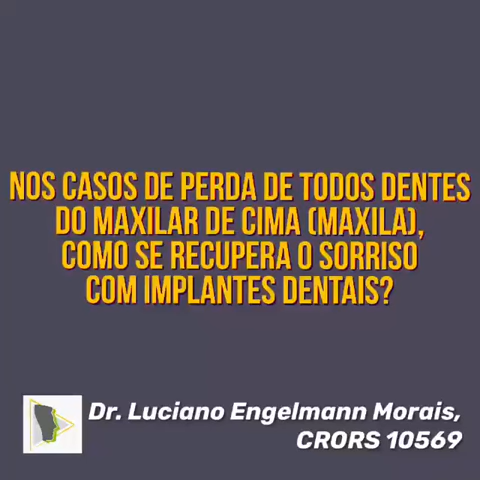 NOS CASOS DE PERDA DE TODOS DENTES
DO MAXILAR DE CIMA (MAXILA),
COMO SE RECUPERA O SORRISO
COM IMPLANTES DENTAIS?
Dr. Luciano Engelmann Morais,
CRORS 10569